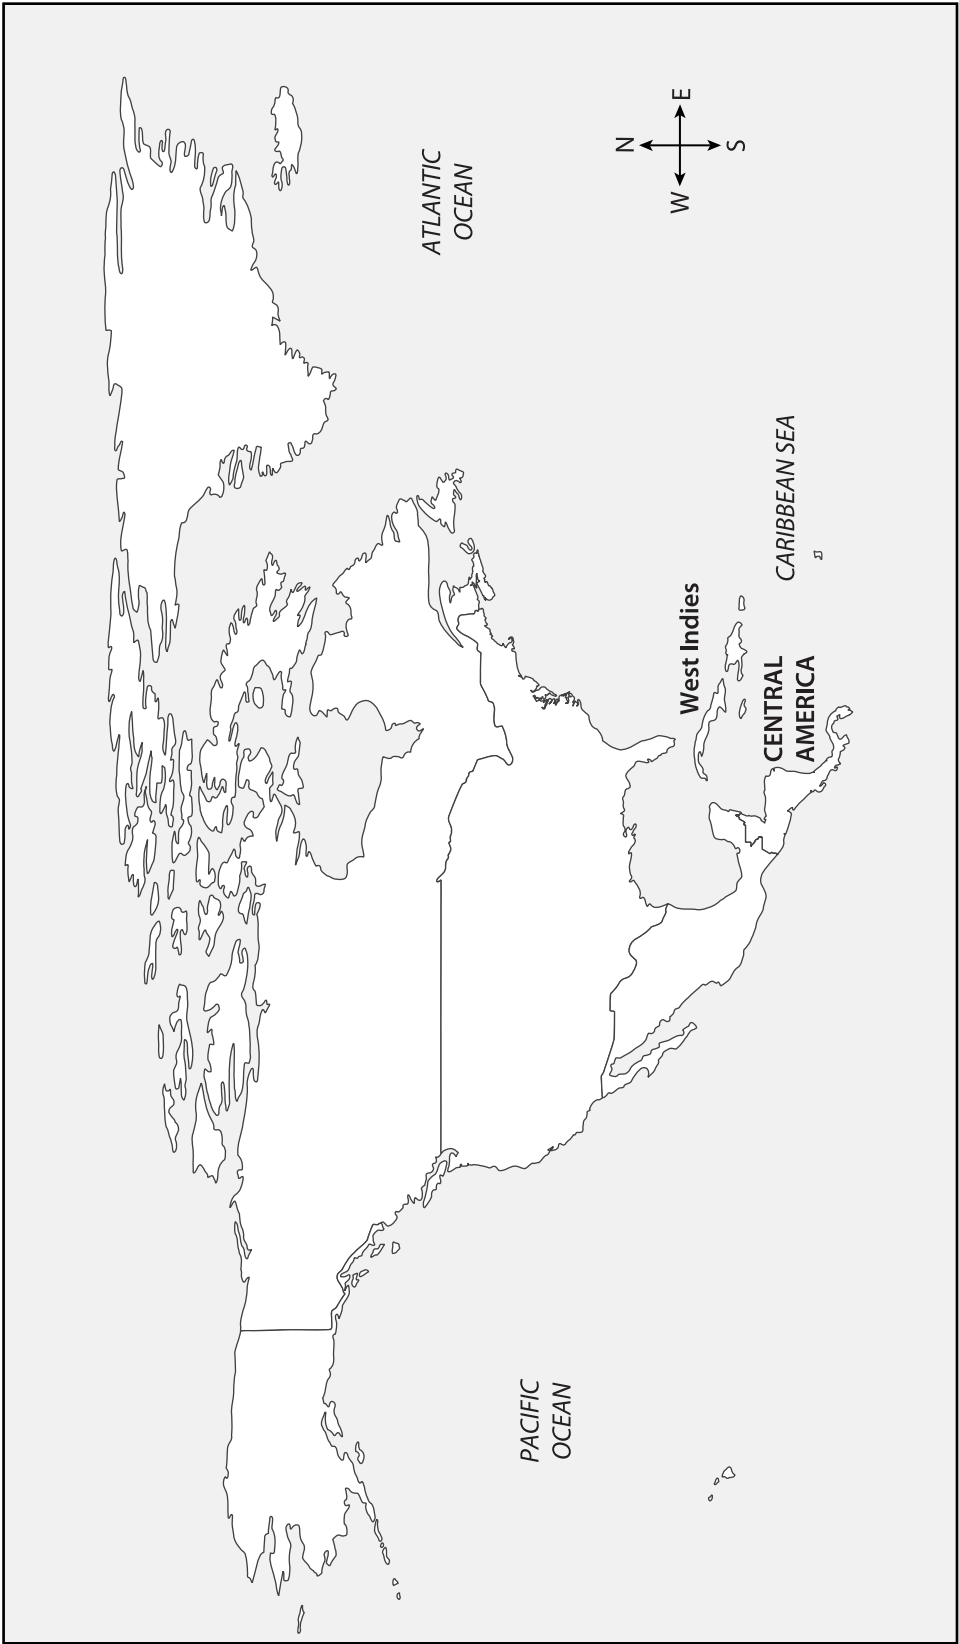 ATLANTIC
OCEAN
N
W
E
S
PACIFIC
OCEAN
West Indies
CARIBBEAN SEA
CENTRAL
AMERICA